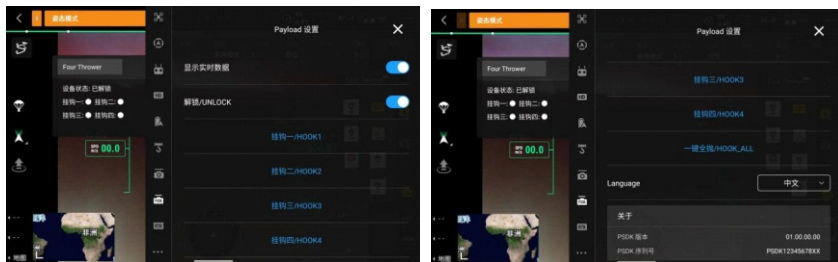 姿态模式
Payload 设置
Four Thrower
设备状态: 已解锁
挂钩一: 挂钩二:
挂钩三: 挂钩四:
显示实时数据
解锁/UNLOCK
挂钩一/HOOK1
挂钩二/HOOK2
挂钩三/HOOK3
挂钩四/HOOK4
00.0
非洲
地图
姿态模式
Payload 设置
Four Thrower
设备状态: 已解锁
挂钩一: 挂钩二:
挂钩三: 挂钩四:
挂钩三/HOOK3
挂钩四/HOOK4
一键全抛/HOOK_ALL
00.0
Language
中文
关于
PSDK 版本 01.00.00.00
PSDK 序列号 PSDK12345678XX
非洲
地图